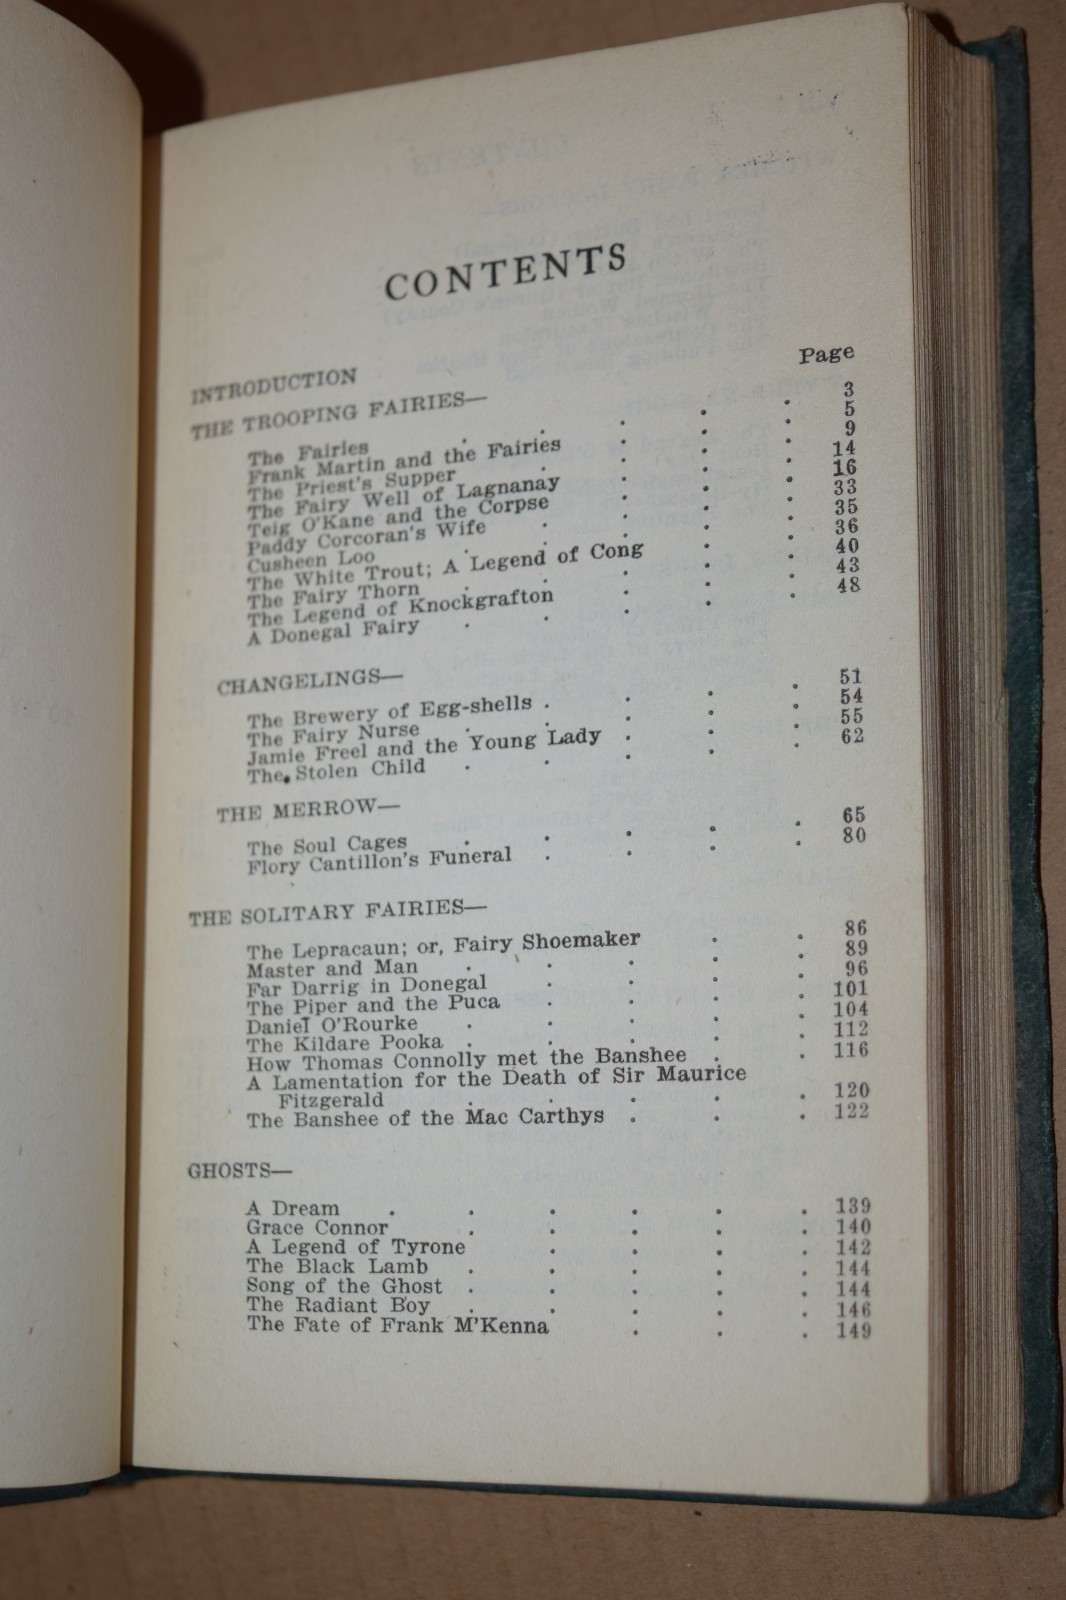 CONTENTS
Page
INTRODUCTION
THE TROOPING FAIRIES—
The Fairies . . . . . 3
Frank Martin and the Fairies . . . 5
The Priest's Supper . . . . 9
The Fairy Well of Lagnanay . . . 14
Teig O'Kane and the Corpse . . . 16
Paddy Corcoran's Wife . . . . 33
Cusheen Loo . . . . . 35
The White Trout; A Legend of Cong . . 36
The Fairy Thorn . . . . . 40
The Legend of Knockgrafton . . . 43
A Donegal Fairy . . . . . 48
CHANGELINGS—
The Brewery of Egg-shells . . . . 51
The Fairy Nurse . . . . . 54
Jamie Freel and the Young Lady . . . 55
The Stolen Child . . . . . 62
THE MERROW—
The Soul Cages . . . . . 65
Flory Cantillon's Funeral . . . . 80
THE SOLITARY FAIRIES—
The Lepracaun; or, Fairy Shoemaker . . 86
Master and Man . . . . . 89
Far Darrig in Donegal . . . . 96
The Piper and the Puca . . . . 101
Daniel O'Rourke . . . . . 104
The Kildare Pooka . . . . . 112
How Thomas Connolly met the Banshee . . 116
A Lamentation for the Death of Sir Maurice
Fitzgerald . . . . . 120
The Banshee of the Mac Carthys . . . 122
GHOSTS—
A Dream . . . . . . 139
Grace Connor . . . . . 140
A Legend of Tyrone . . . . 142
The Black Lamb . . . . . 144
Song of the Ghost . . . . . 144
The Radiant Boy . . . . . 146
The Fate of Frank M'Kenna . . . 149